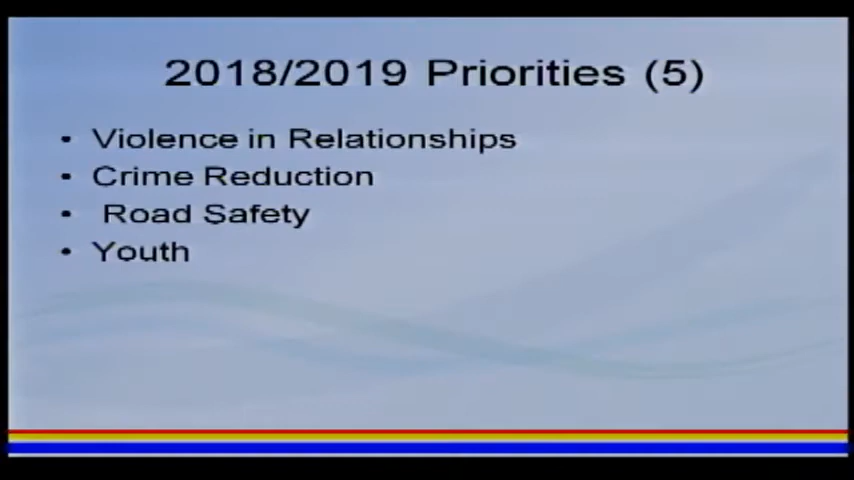 2018/2019 Priorities (5)
• Violence in Relationships
• Crime Reduction
• Road Safety
• Youth